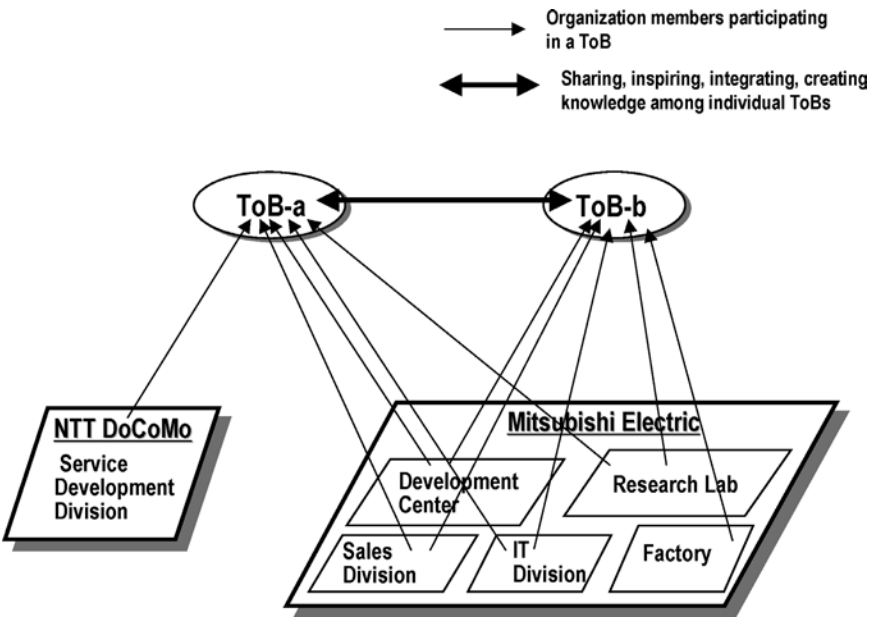 Organization members participating
in a ToB
Sharing, inspiring, integrating, creating
knowledge among individual ToBs
ToB-a
ToB-b
NTT DoCoMo
Service
Development
Division
Mitsubishi Electric
Development
Center
Research Lab
Sales
Division
IT
Division
Factory